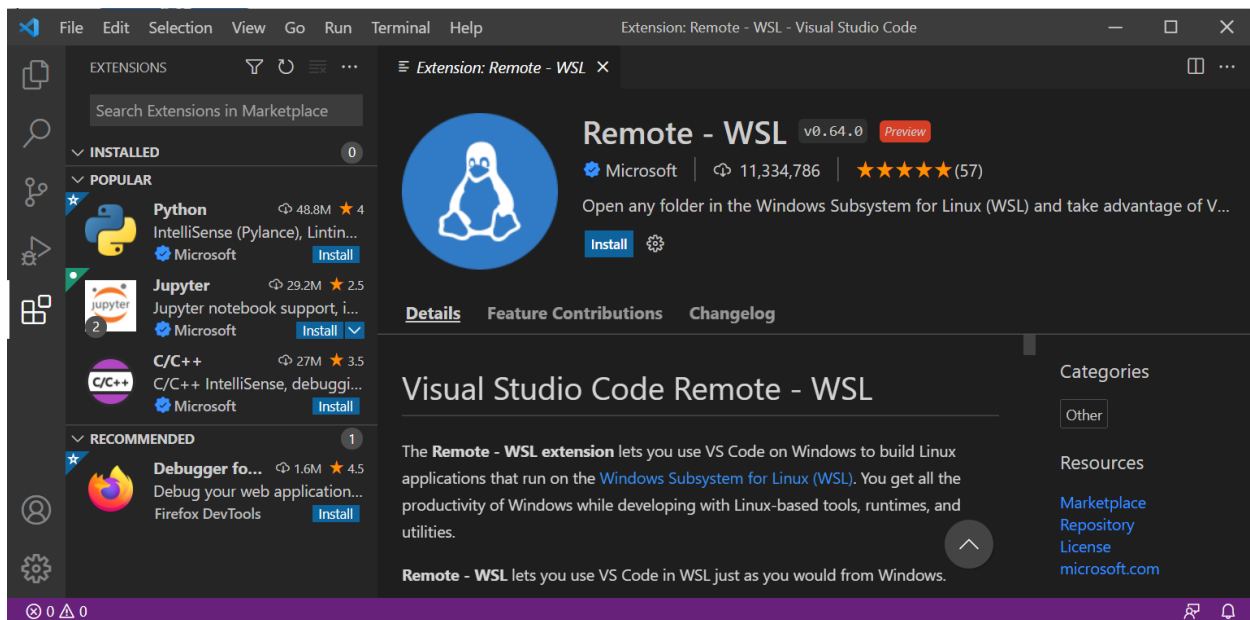 File Edit Selection View Go Run Terminal Help
Extension: Remote - WSL - Visual Studio Code
EXTENSIONS
Search Extensions in Marketplace
INSTALLED 0
POPULAR
Python 48.8M 4
IntelliSense (Pylance), Lintin...
Microsoft Install
Jupyter 29.2M 2.5
jupyter
2
Jupyter notebook support, i...
Microsoft Install
C/C++ 27M 3.5
C/C++
C/C++ IntelliSense, debuggi...
Microsoft Install
RECOMMENDED 1
Debugger fo... 1.6M 4.5
Debug your web application...
Firefox DevTools Install
Extension: Remote - WSL
Remote - WSL v0.64.0 Preview
Microsoft 11,334,786 (57)
Open any folder in the Windows Subsystem for Linux (WSL) and take advantage of V...
Install
Details Feature Contributions Changelog
Visual Studio Code Remote - WSL
The Remote - WSL extension lets you use VS Code on Windows to build Linux
applications that run on the Windows Subsystem for Linux (WSL). You get all the
productivity of Windows while developing with Linux-based tools, runtimes, and
utilities.
Remote - WSL lets you use VS Code in WSL just as you would from Windows.
Categories
Other
Resources
Marketplace
Repository
License
microsoft.com
0 0